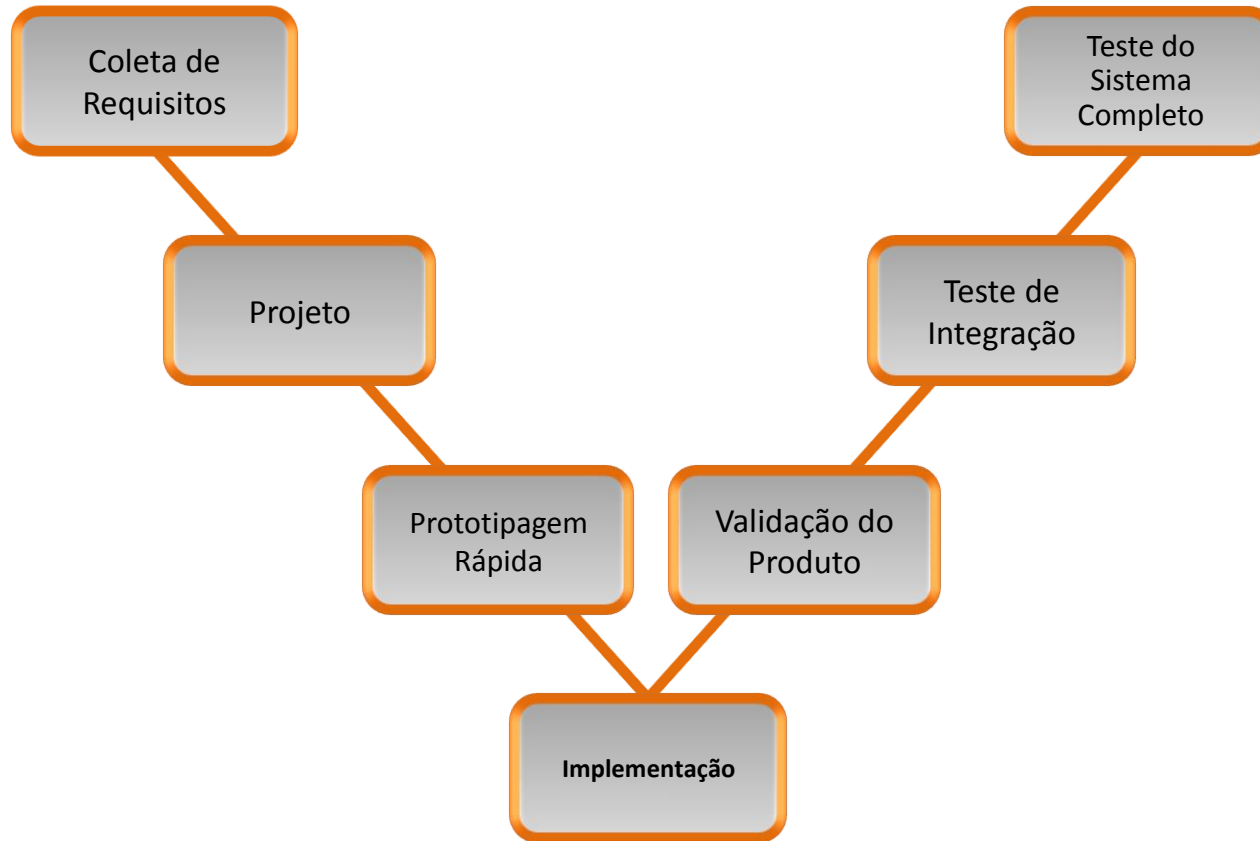 Coleta de
Requisitos
Teste do
Sistema
Completo
Projeto
Teste de
Integração
Prototipagem
Rápida
Validação do
Produto
Implementação